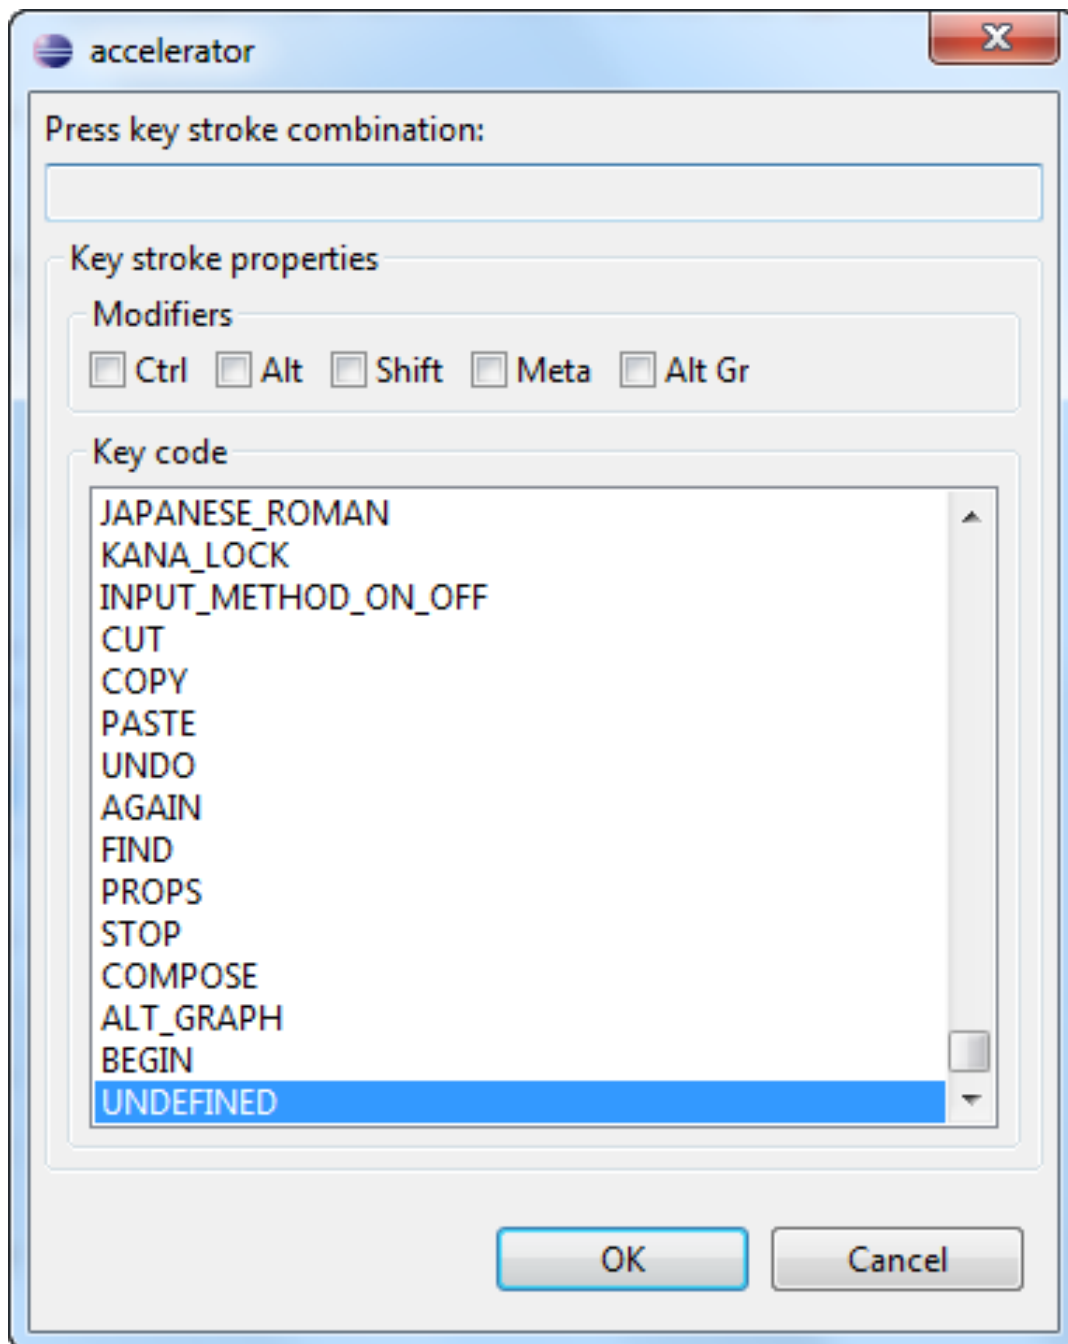 accelerator
Press key stroke combination:
Key stroke properties
Modifiers
Ctrl Alt Shift Meta Alt Gr
Key code
JAPANESE_ROMAN
KANA_LOCK
INPUT_METHOD_ON_OFF
CUT
COPY
PASTE
UNDO
AGAIN
FIND
PROPS
STOP
COMPOSE
ALT_GRAPH
BEGIN
UNDEFINED
OK Cancel